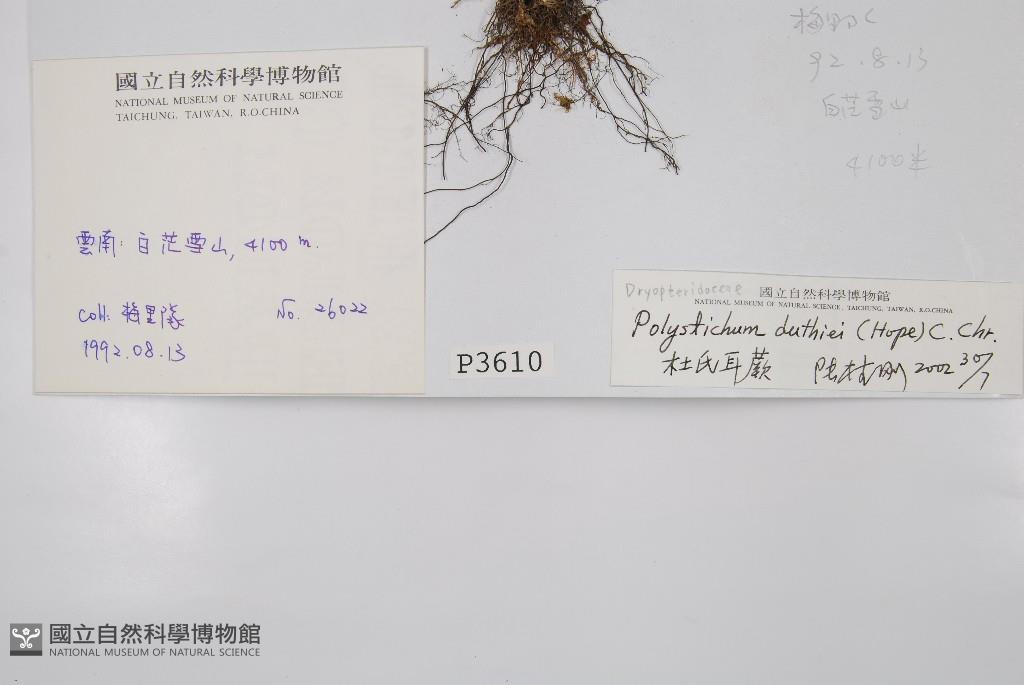 國立自然科學博物館
NATIONAL MUSEUM OF NATURAL SCIENCE
TAICHUNG, TAIWAN, R.O.CHINA
雲南: 白茫雪山, 4100 m.
coll: 梅里隊 No. 26022
1992.08.13
P3610
92.8.13
白茫雪山
4100米
Dryopteridaceae 國立自然科學博物館
NATIONAL MUSEUM OF NATURAL SCIENCE, TAICHUNG, TAIWAN, R.O.CHINA
Polystichum duthiei (Hope) C. Chr.
杜氏耳蕨 2002 30/7
國立自然科學博物館
NATIONAL MUSEUM OF NATURAL SCIENCE